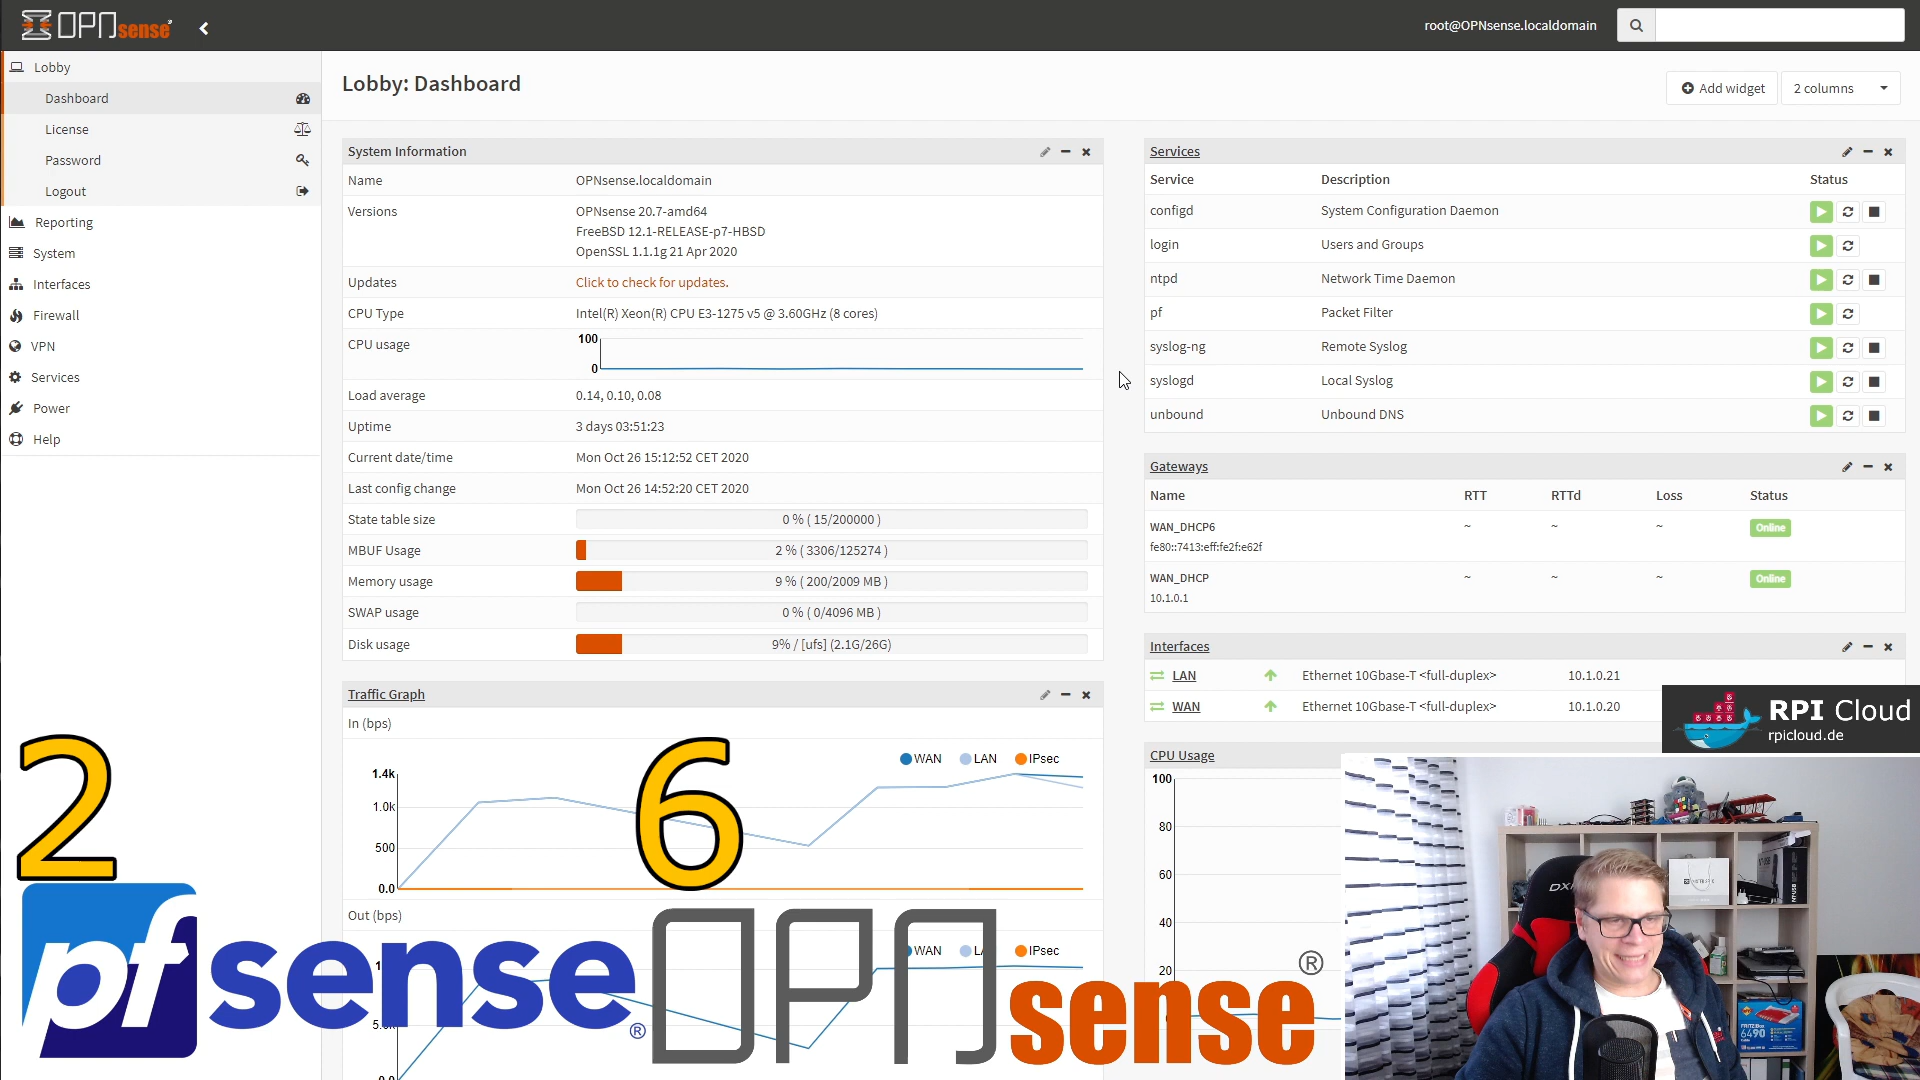 OPNsense
root@OPNsense.localdomain
Lobby
Dashboard
License
Password
Logout
Reporting
System
Interfaces
Firewall
VPN
Services
Power
Help
Lobby: Dashboard
Add widget
2 columns
System Information
Name OPNsense.localdomain
Versions OPNsense 20.7-amd64
FreeBSD 12.1-RELEASE-p7-HBSD
OpenSSL 1.1.1g 21 Apr 2020
Updates Click to check for updates.
CPU Type Intel(R) Xeon(R) CPU E3-1275 v5 @ 3.60GHz (8 cores)
CPU usage 100
0
Load average 0.14, 0.10, 0.08
Uptime 3 days 03:51:23
Current date/time Mon Oct 26 15:12:52 CET 2020
Last config change Mon Oct 26 14:52:20 CET 2020
State table size 0 % ( 15/200000 )
MBUF Usage 2 % ( 3306/125274 )
Memory usage 9 % ( 200/2009 MB )
SWAP usage 0 % ( 0/4096 MB )
Disk usage 9% / [ufs] (2.1G/26G)
Traffic Graph
In (bps)
WAN LAN IPsec
1.4k
1.0k
500
0.0
Out (bps)
WAN IPsec
0.0
Services
Service Description Status
configd System Configuration Daemon
login Users and Groups
ntpd Network Time Daemon
pf Packet Filter
syslog-ng Remote Syslog
syslogd Local Syslog
unbound Unbound DNS
Gateways
Name RTT RTTd Loss Status
WAN_DHCP6 ~ ~ ~ Online
fe80::7413:eff:fe2f:e62f
WAN_DHCP ~ ~ ~ Online
10.1.0.1
Interfaces
LAN Ethernet 10Gbase-T <full-duplex> 10.1.0.21
WAN Ethernet 10Gbase-T <full-duplex> 10.1.0.20
CPU Usage
100
80
60
40
20
RPI Cloud
rpicloud.de
2
6
pfsense®
OPNsense®
FRITZ!Box
6490